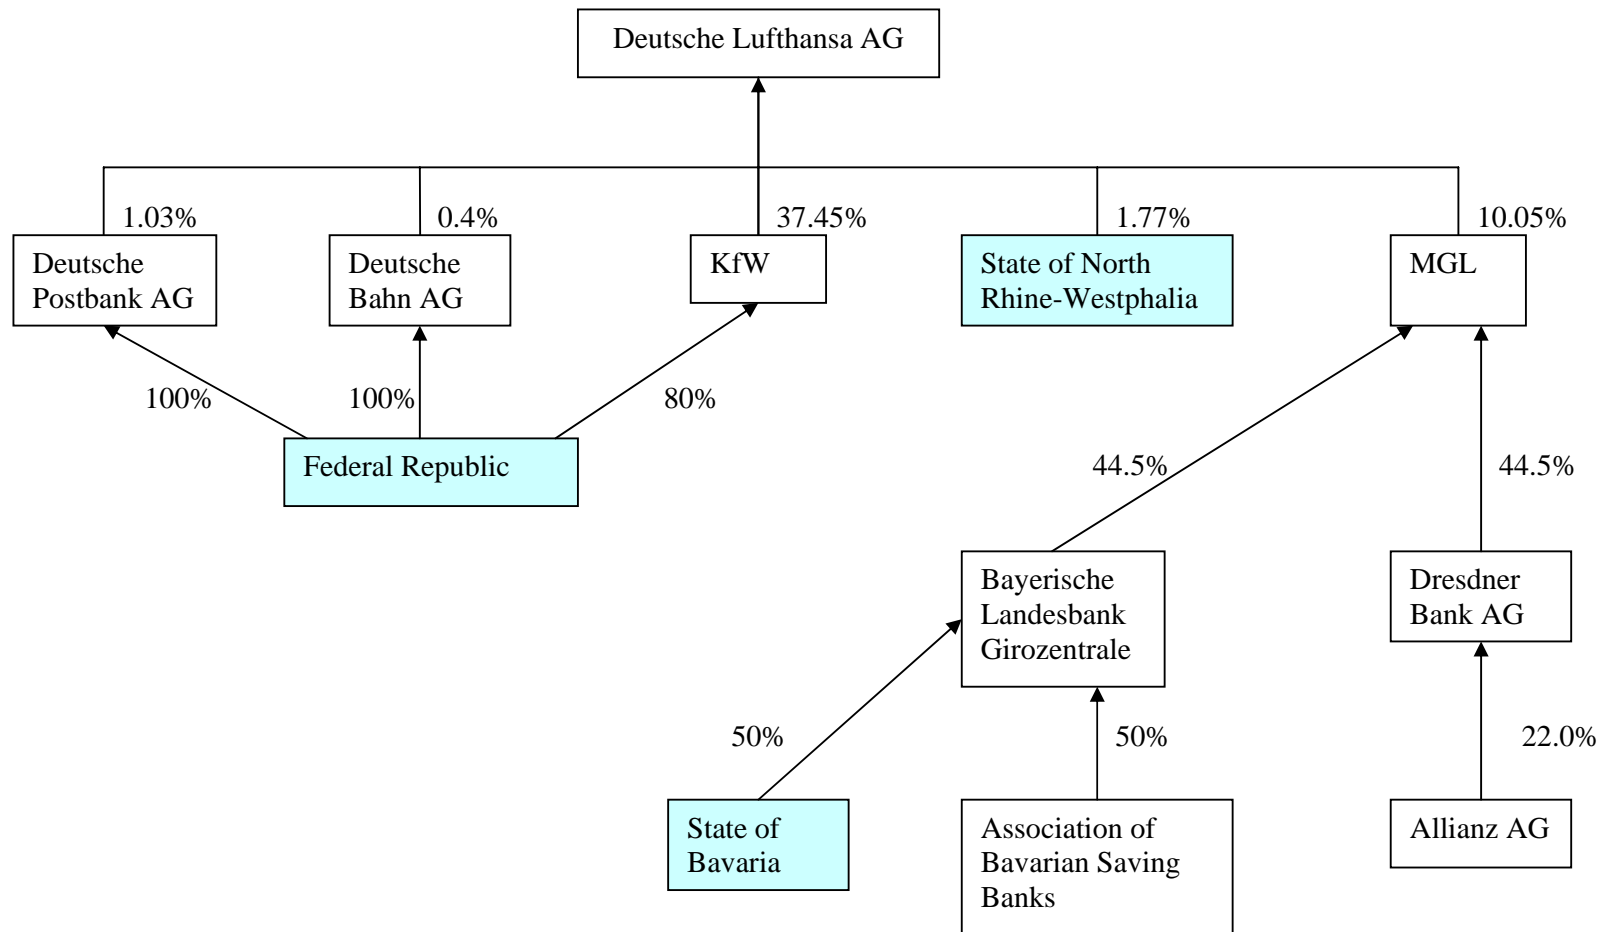 Deutsche Lufthansa AG
1.03%
0.4%
37.45%
1.77%
10.05%
Deutsche
Postbank AG
Deutsche
Bahn AG
KfW
State of North
Rhine-Westphalia
MGL
100%
100%
80%
Federal Republic
44.5%
44.5%
Bayerische
Landesbank
Girozentrale
Dresdner
Bank AG
50%
50%
22.0%
State of
Bavaria
Association of
Bavarian Saving
Banks
Allianz AG